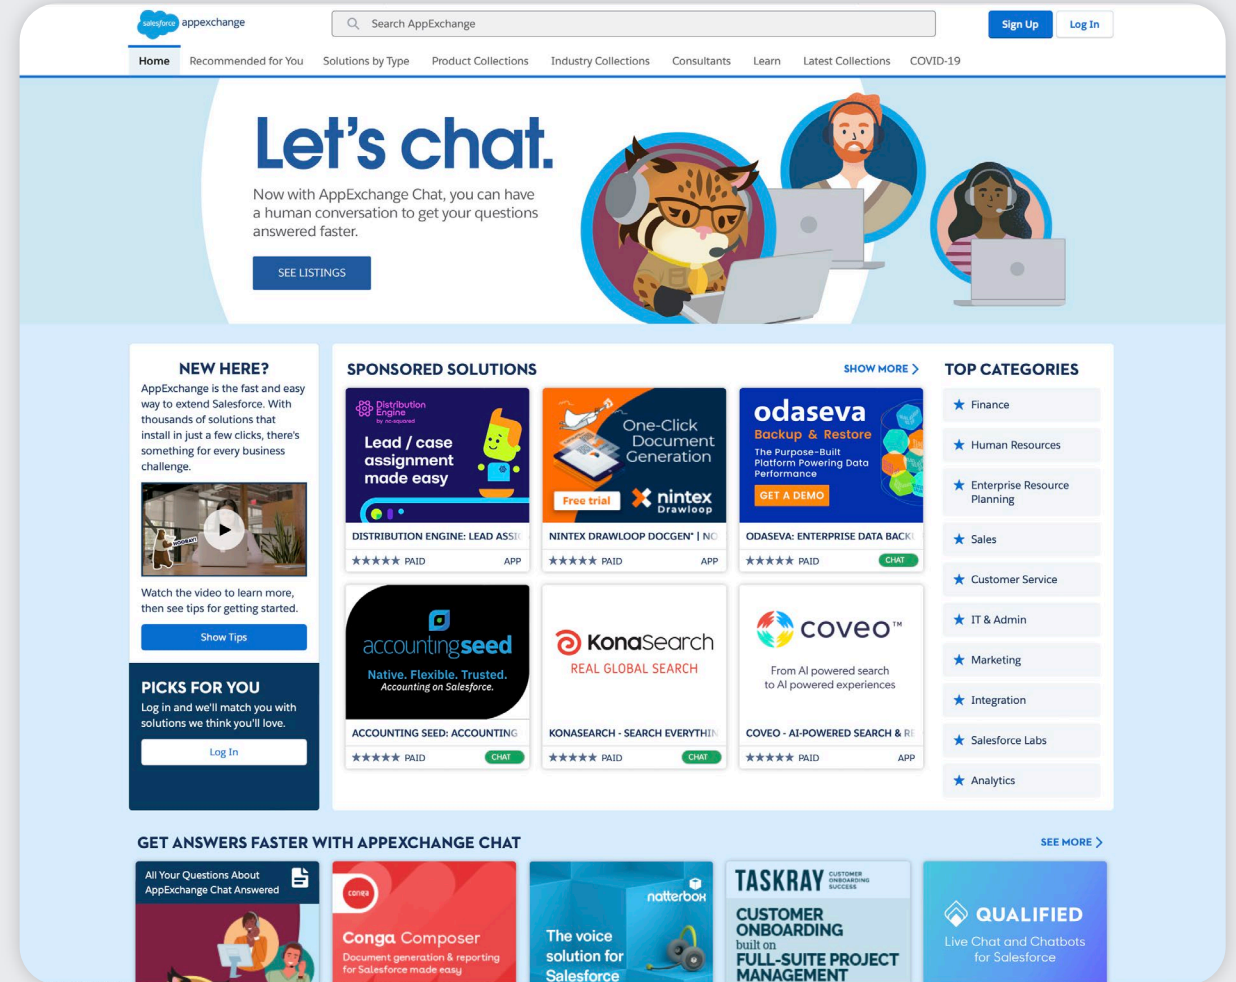 salesforce appexchange
Search AppExchange
Sign Up
Log In
Home
Recommended for You
Solutions by Type
Product Collections
Industry Collections
Consultants
Learn
Latest Collections
COVID-19
Let's chat.
Now with AppExchange Chat, you can have
a human conversation to get your questions
answered faster.
SEE LISTINGS
NEW HERE?
AppExchange is the fast and easy
way to extend Salesforce. With
thousands of solutions that
install in just a few clicks, there's
something for every business
challenge.
HOORAY!
Watch the video to learn more,
then see tips for getting started.
Show Tips
PICKS FOR YOU
Log in and we'll match you with
solutions we think you'll love.
Log In
SPONSORED SOLUTIONS
SHOW MORE
Distribution
Engine
by nc-squared
Lead / case
assignment
made easy
DISTRIBUTION ENGINE: LEAD ASSI
PAID
APP
One-Click
Document
Generation
Free trial
nintex
Drawloop
NINTEX DRAWLOOP DOCGEN® | NO
PAID
APP
odaseva
Backup & Restore
The Purpose-Built
Platform Powering Data
Performance
GET A DEMO
ODASEVA: ENTERPRISE DATA BACK
PAID
CHAT
accountingseed
Native. Flexible. Trusted.
Accounting on Salesforce.
ACCOUNTING SEED: ACCOUNTING
PAID
CHAT
KonaSearch
REAL GLOBAL SEARCH
KONASEARCH - SEARCH EVERYTHIN
PAID
CHAT
coveo™
From AI powered search
to AI powered experiences
COVEO - AI-POWERED SEARCH & RE
PAID
APP
TOP CATEGORIES
Finance
Human Resources
Enterprise Resource
Planning
Sales
Customer Service
IT & Admin
Marketing
Integration
Salesforce Labs
Analytics
GET ANSWERS FASTER WITH APPEXCHANGE CHAT
SEE MORE
All Your Questions About
AppExchange Chat Answered
conga
Conga Composer
Document generation & reporting
for Salesforce made easy
natterbox
The voice
solution for
Salesforce
TASKRAY
CUSTOMER
ONBOARDING
SUCCESS
CUSTOMER
ONBOARDING
built on
FULL-SUITE PROJECT
MANAGEMENT
QUALIFIED
Live Chat and Chatbots
for Salesforce